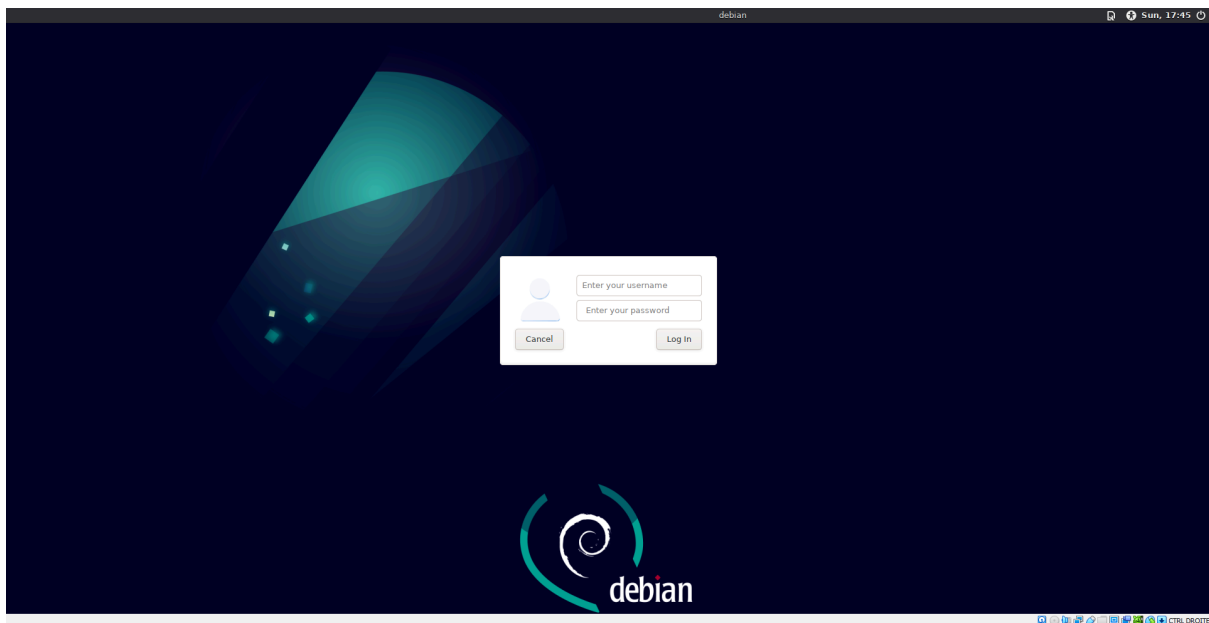 debian
Sun, 17:45
Enter your username
Enter your password
Cancel
Log In
debian
CTRL DROITE